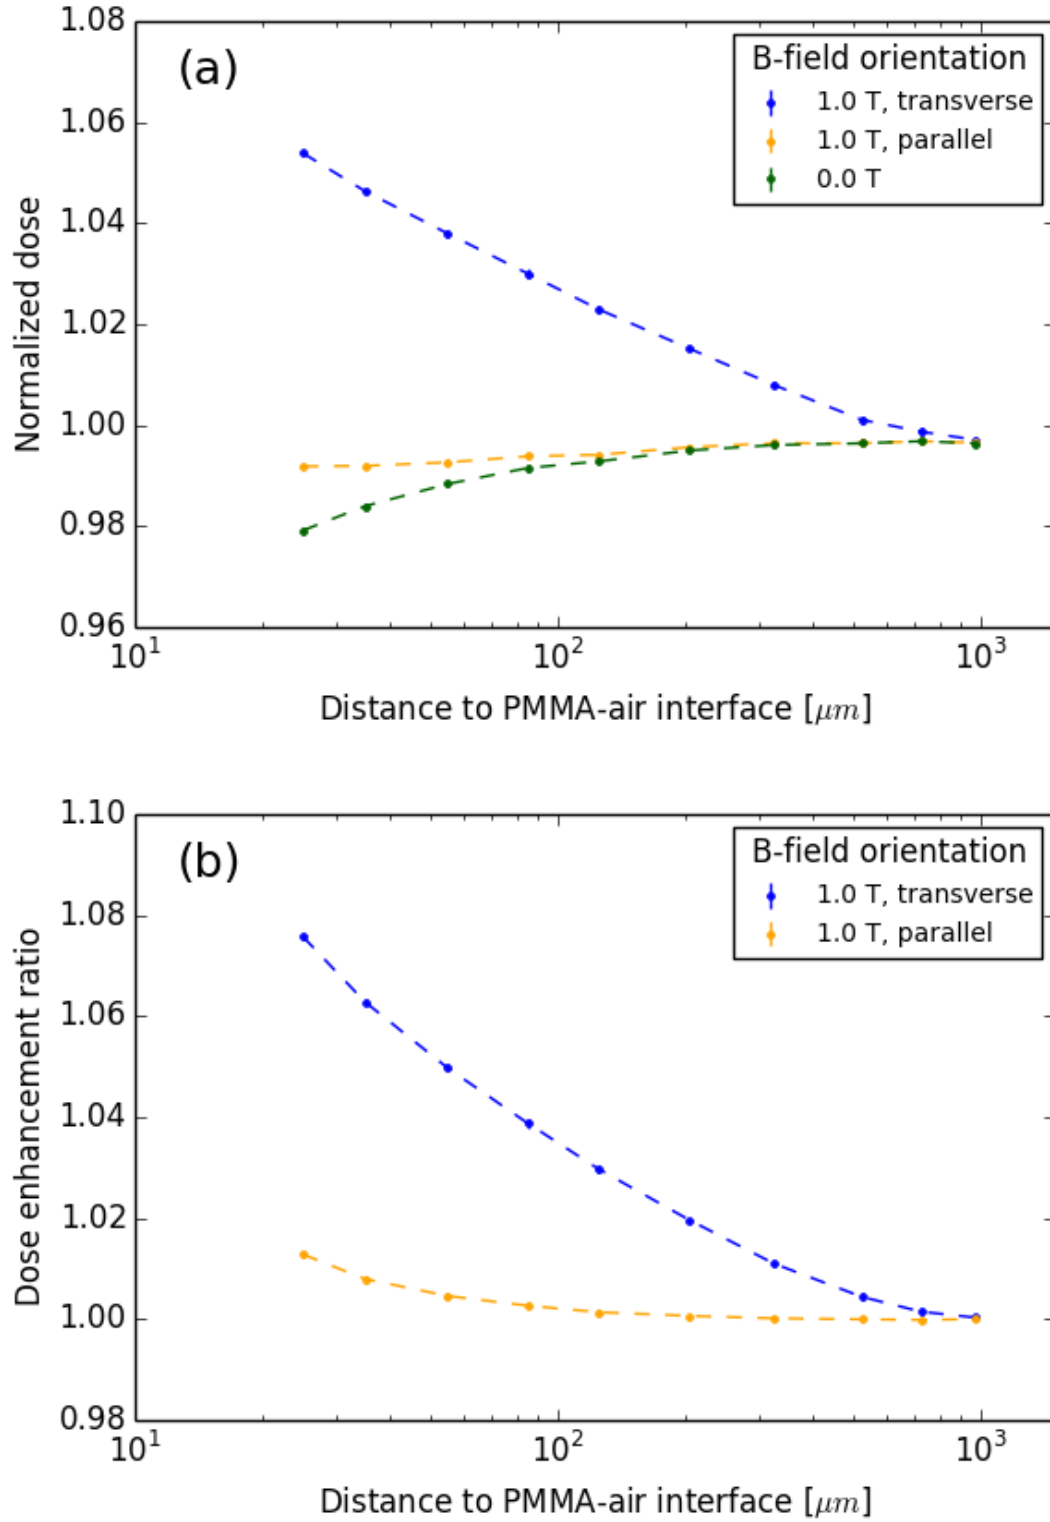 (a)
B-field orientation
1.0 T, transverse
1.0 T, parallel
0.0 T
Normalized dose
1.08
1.06
1.04
1.02
1.00
0.98
0.96
10¹ 10² 10³
Distance to PMMA-air interface [μm]
(b)
B-field orientation
1.0 T, transverse
1.0 T, parallel
Dose enhancement ratio
1.10
1.08
1.06
1.04
1.02
1.00
0.98
10¹ 10² 10³
Distance to PMMA-air interface [μm]